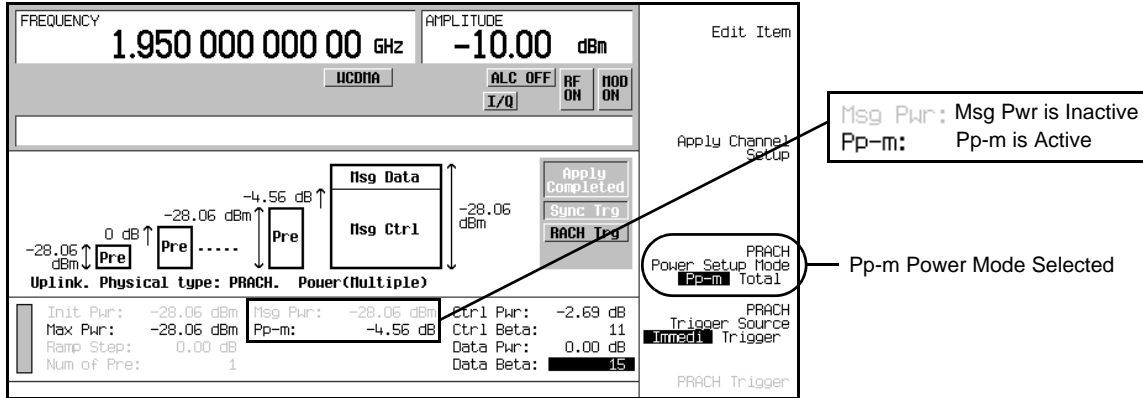 FREQUENCY
1.950 000 000 00 GHz
AMPLITUDE
-10.00 dBm
WCDMA
ALC OFF
I/Q
RF ON
MOD ON
Edit Item
Apply Channel
Setup
Msg Pwr: Msg Pwr is Inactive
Pp-m: Pp-m is Active
Apply
Completed
Sync Trg
RACH Trg
Msg Data
Msg Ctrl
-28.06
dBm
-4.56 dB
Pre
-28.06 dBm
Pre
.....
0 dB
Pre
-28.06
dBm
Uplink. Physical type: PRACH. Power(Multiple)
PRACH
Power Setup Mode
Pp-m Total
Pp-m Power Mode Selected
Init Pwr: -28.06 dBm Msg Pwr: -28.06 dBm Ctrl Pwr: -2.69 dB
Max Pwr: -28.06 dBm Pp-m: -4.56 dB Ctrl Beta: 11
Ramp Step: 0.00 dB Data Pwr: 0.00 dB
Num of Pre: 1 Data Beta: 15
PRACH
Trigger Source
Immedi Trigger
PRACH Trigger